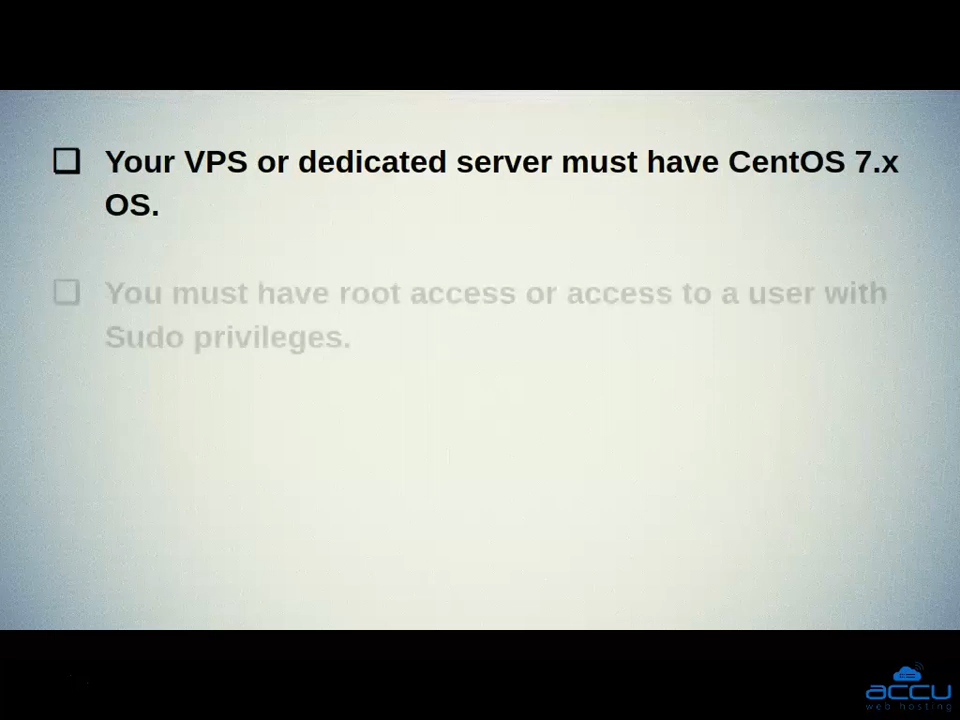 ❑ Your VPS or dedicated server must have CentOS 7.x
OS.
❑ You must have root access or access to a user with
Sudo privileges.
accu
web hosting